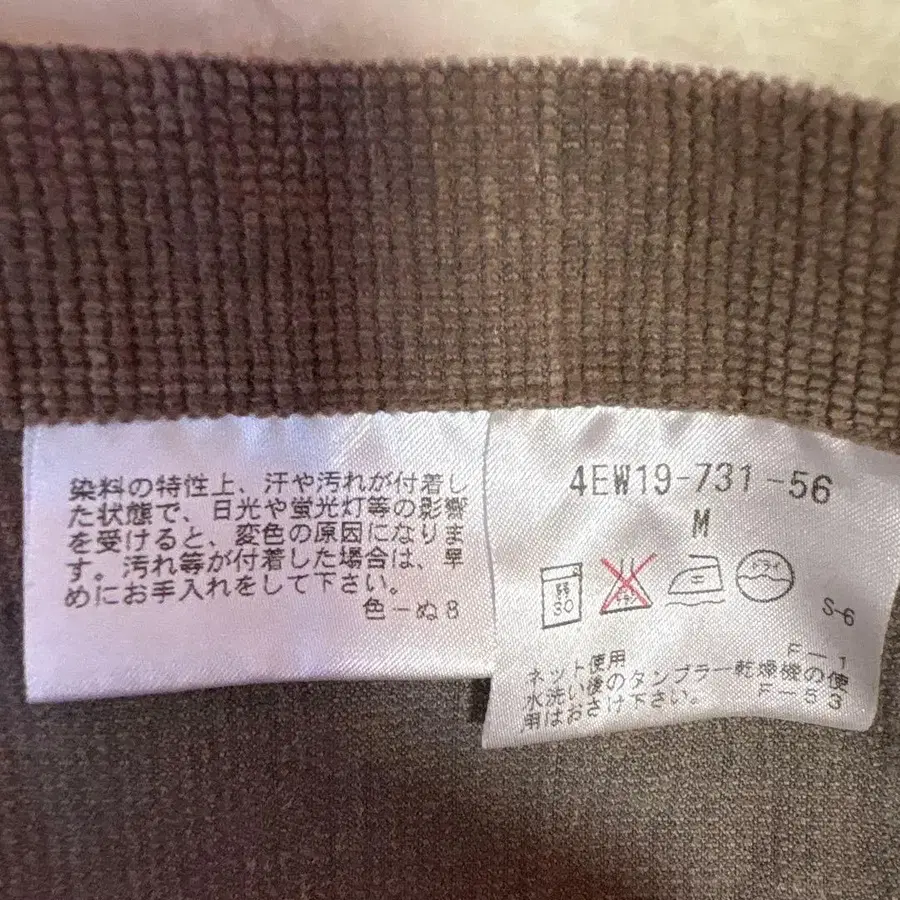 染料の特性上、汗や汚れが付着し
た状態で、日光や蛍光灯等の影響
を受けると、変色の原因になりま
す。汚れ等が付着した場合は、早
めにお手入れをして下さい。
色-ぬ8
4EW19-731-56
M
弱
30
ドライ
S-6
F-1
ネット使用
水洗い後のタンブラー乾燥機の使
用はおさけ下さい。
F-53